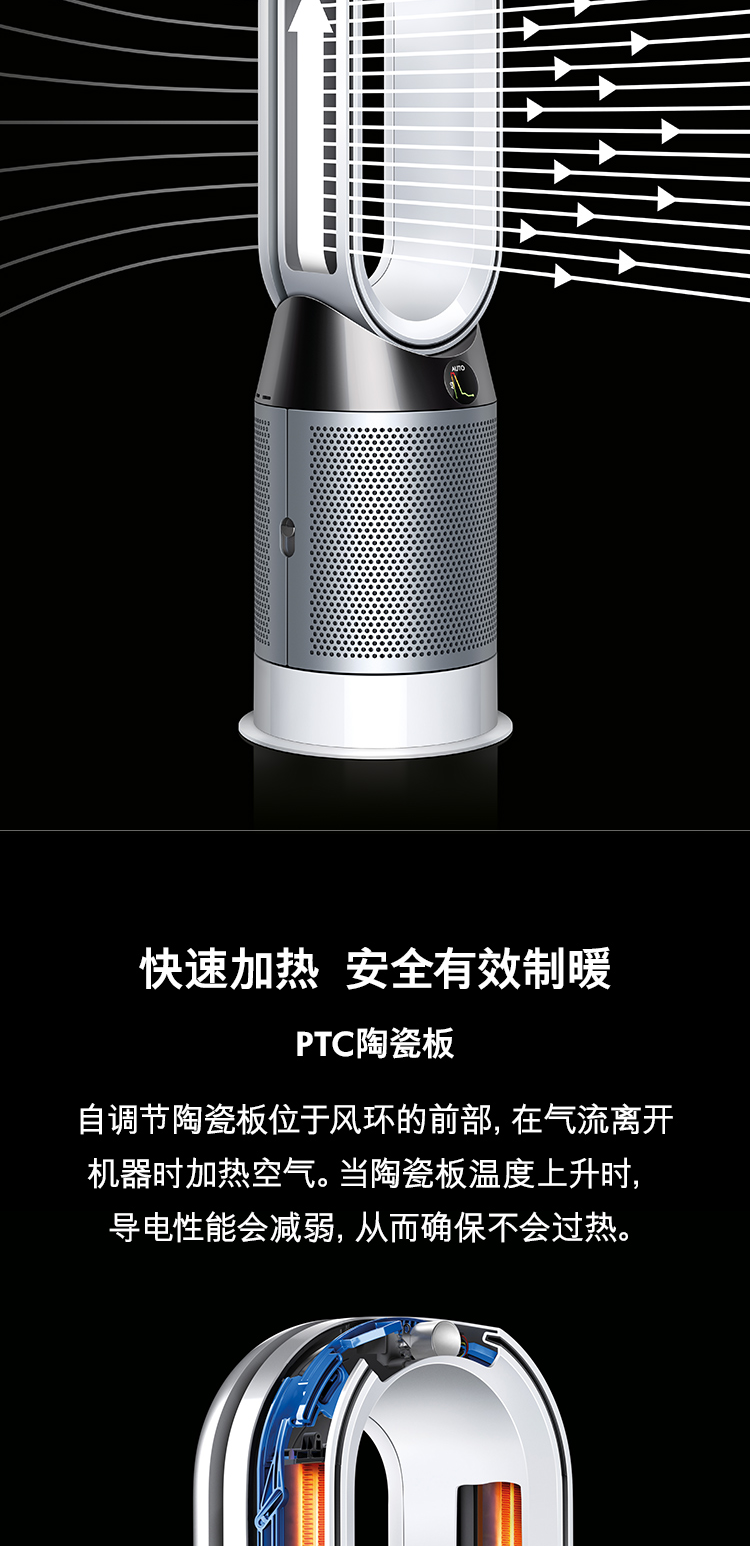 AUTO
快速加热 安全有效制暖
PTC陶瓷板
自调节陶瓷板位于风环的前部, 在气流离开
机器时加热空气。当陶瓷板温度上升时,
导电性能会减弱, 从而确保不会过热。